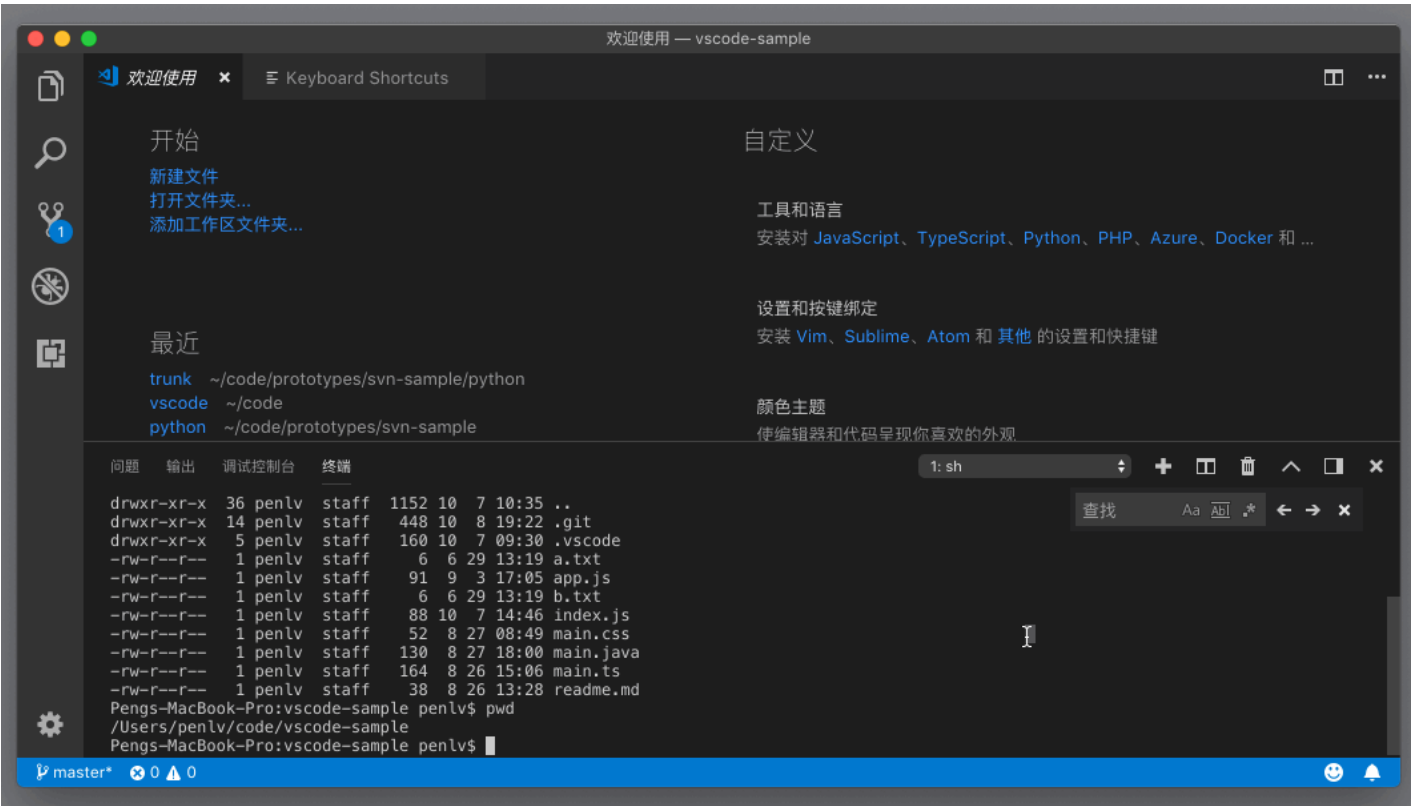 欢迎使用 — vscode-sample
欢迎使用 × Keyboard Shortcuts
开始
新建文件
打开文件夹...
添加工作区文件夹...
最近
trunk ~/code/prototypes/svn-sample/python
vscode ~/code
python ~/code/prototypes/svn-sample
自定义
工具和语言
安装对 JavaScript、TypeScript、Python、PHP、Azure、Docker 和 ...
设置和按键绑定
安装 Vim、Sublime、Atom 和 其他 的设置和快捷键
颜色主题
使编辑器和代码呈现你喜欢的外观
1
问题 输出 调试控制台 终端
1: sh
查找 Aa Abl .*
drwxr-xr-x 36 penlv staff 1152 10 7 10:35 ..
drwxr-xr-x 14 penlv staff 448 10 8 19:22 .git
drwxr-xr-x 5 penlv staff 160 10 7 09:30 .vscode
-rw-r--r-- 1 penlv staff 6 6 29 13:19 a.txt
-rw-r--r-- 1 penlv staff 91 9 3 17:05 app.js
-rw-r--r-- 1 penlv staff 6 6 29 13:19 b.txt
-rw-r--r-- 1 penlv staff 88 10 7 14:46 index.js
-rw-r--r-- 1 penlv staff 52 8 27 08:49 main.css
-rw-r--r-- 1 penlv staff 130 8 27 18:00 main.java
-rw-r--r-- 1 penlv staff 164 8 26 15:06 main.ts
-rw-r--r-- 1 penlv staff 38 8 26 13:28 readme.md
Pengs-MacBook-Pro:vscode-sample penlv$ pwd
/Users/penlv/code/vscode-sample
Pengs-MacBook-Pro:vscode-sample penlv$
master* 0 0